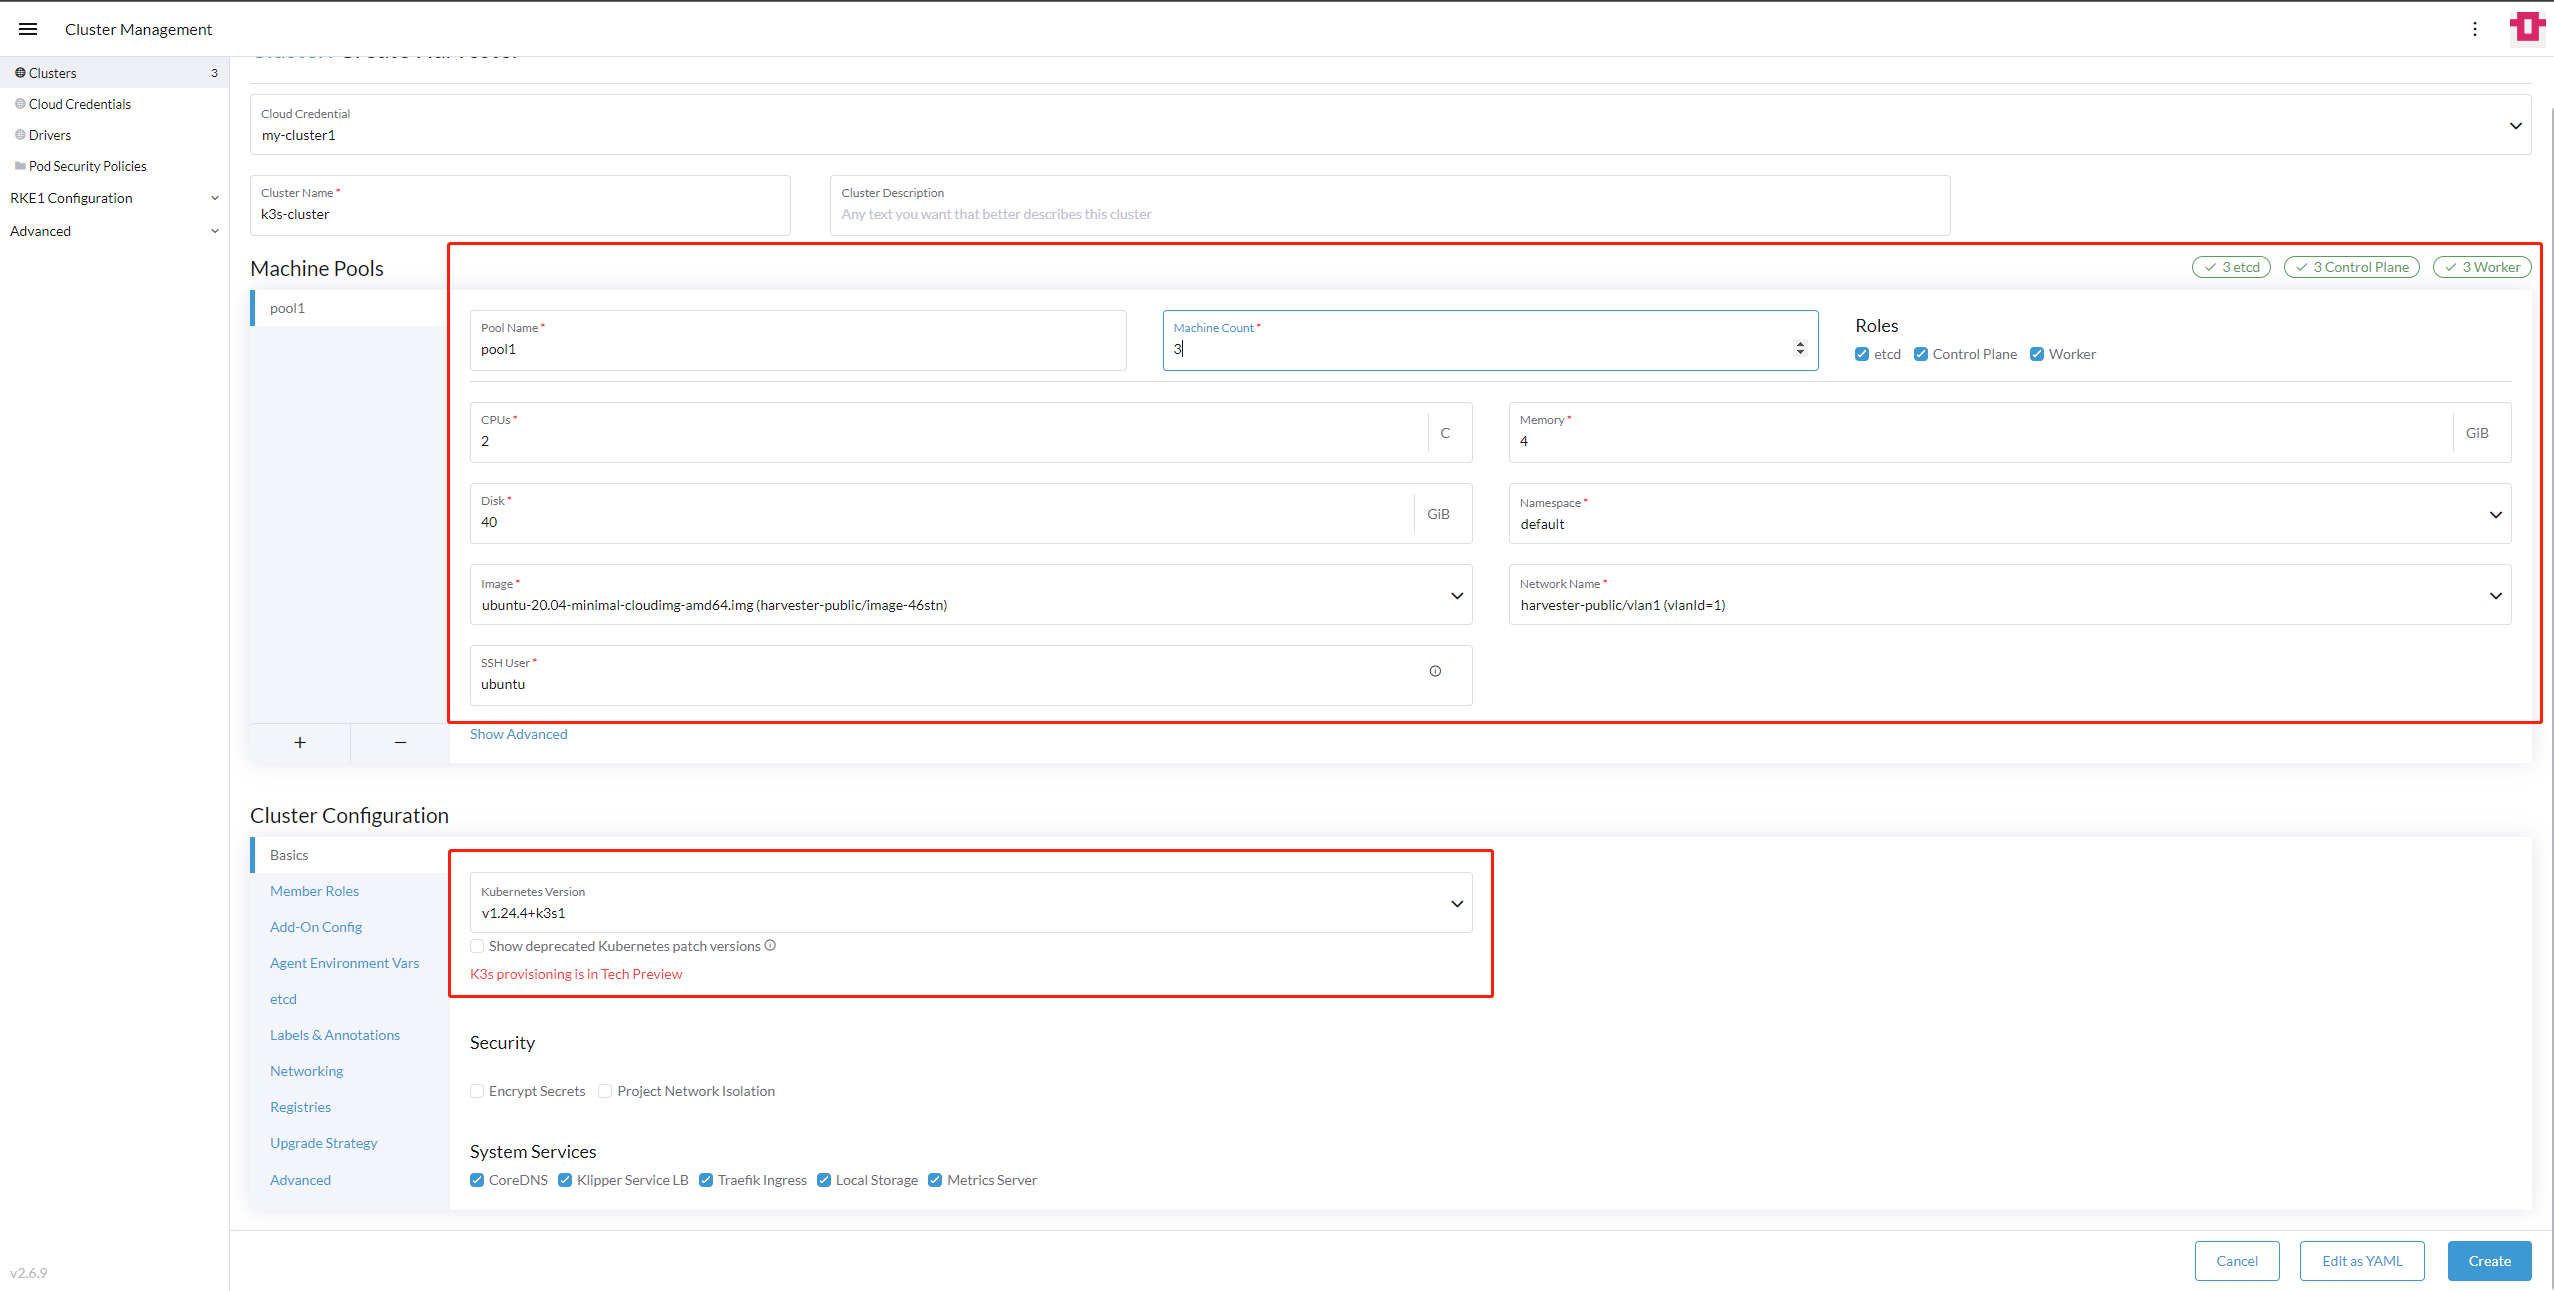 Cluster Management
Clusters 3
Cloud Credentials
Drivers
Pod Security Policies
RKE1 Configuration
Advanced
v2.6.9
Cluster: Create Harvester
Cloud Credential
my-cluster1
Cluster Name *
k3s-cluster
Cluster Description
Any text you want that better describes this cluster
Machine Pools
3 etcd
3 Control Plane
3 Worker
pool1
Pool Name *
pool1
Machine Count *
3
Roles
etcd Control Plane Worker
CPUs *
2 C
Memory *
4 GiB
Disk *
40 GiB
Namespace *
default
Image *
ubuntu-20.04-minimal-cloudimg-amd64.img (harvester-public/image-46stn)
Network Name *
harvester-public/vlan1 (vlanId=1)
SSH User *
ubuntu
Show Advanced
Cluster Configuration
Basics
Member Roles
Add-On Config
Agent Environment Vars
etcd
Labels & Annotations
Networking
Registries
Upgrade Strategy
Advanced
Kubernetes Version
v1.24.4+k3s1
Show deprecated Kubernetes patch versions
K3s provisioning is in Tech Preview
Security
Encrypt Secrets Project Network Isolation
System Services
CoreDNS Klipper Service LB Traefik Ingress Local Storage Metrics Server
Cancel
Edit as YAML
Create